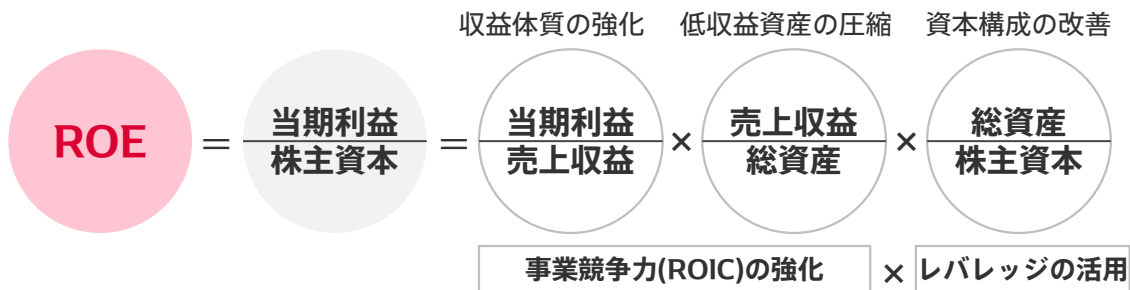 収益体質の強化 低収益資産の圧縮 資本構成の改善
ROE = 当期利益 = 当期利益 × 売上収益 × 総資産
株主資本 売上収益 総資産 株主資本
事業競争力(ROIC)の強化 × レバレッジの活用